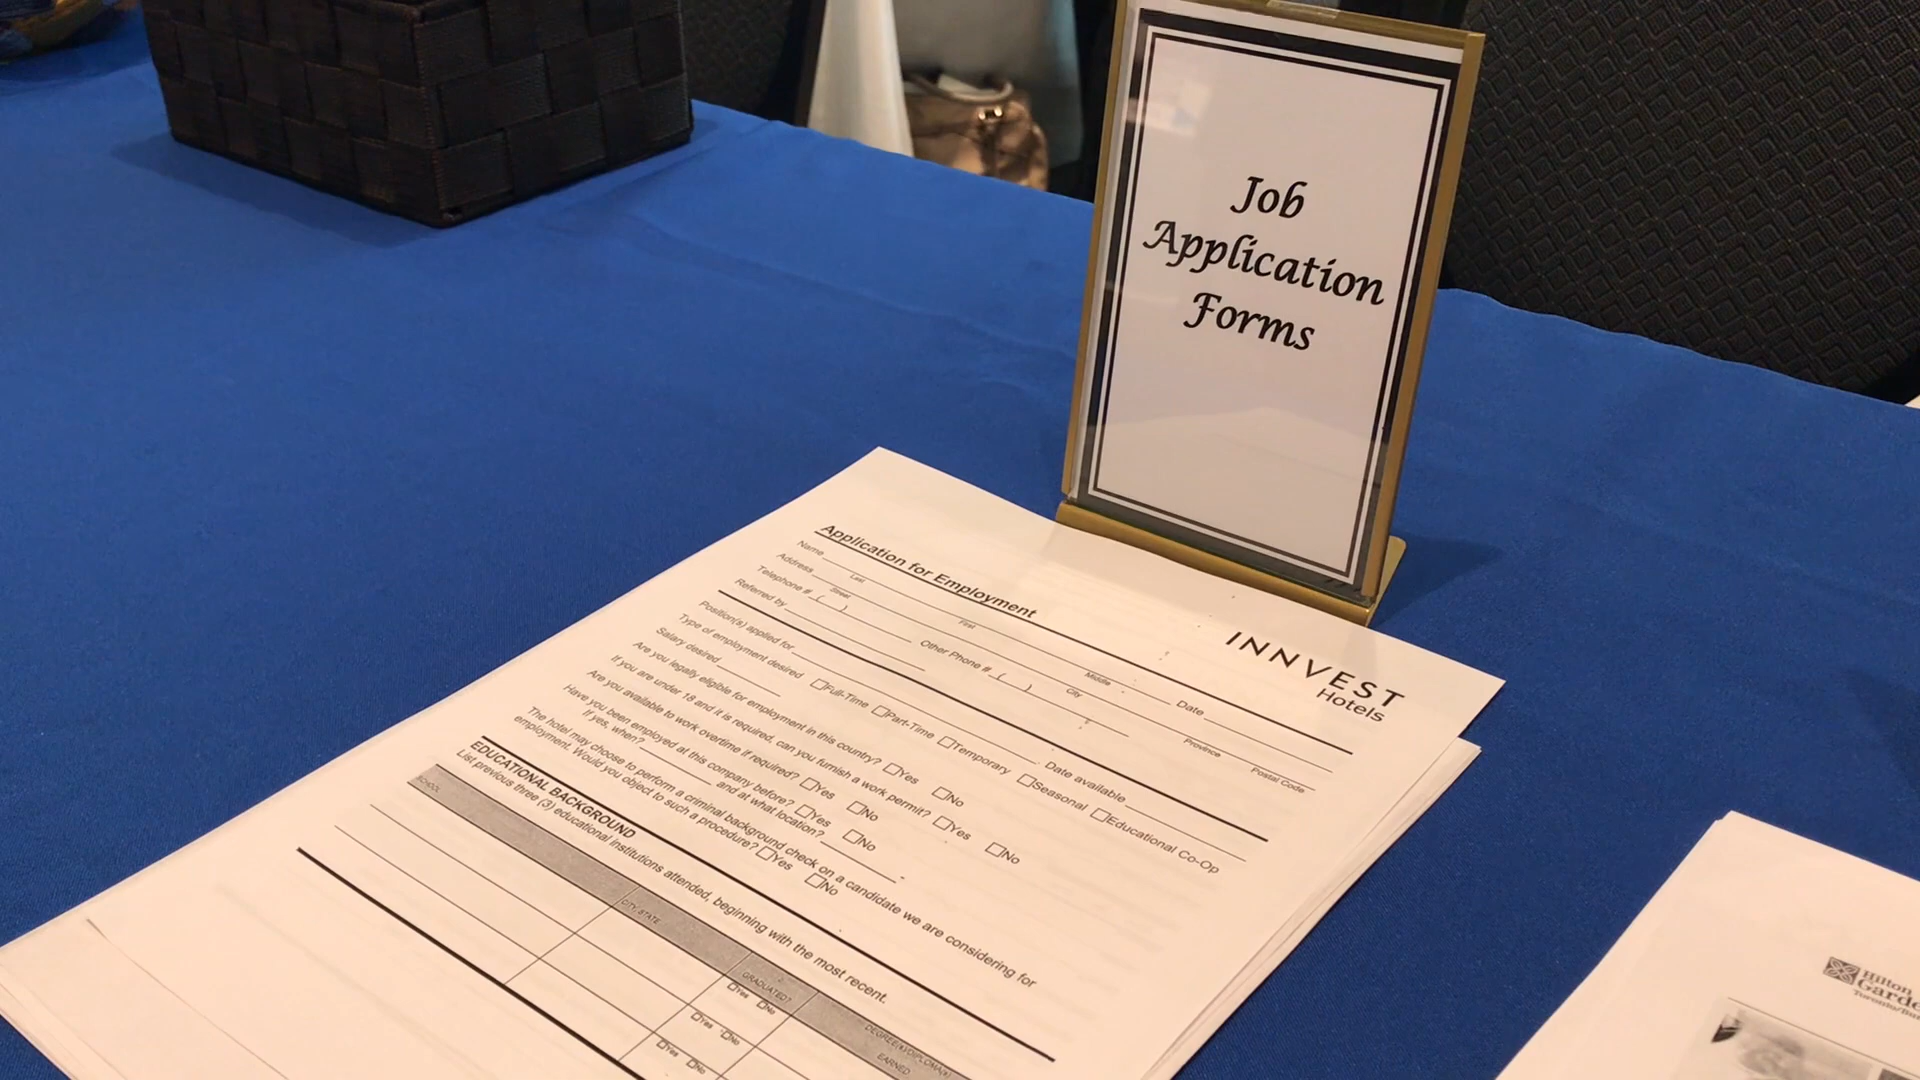 Job
Application
Forms
INNVEST
Hotels
Application for Employment
Name
Last
First
Middle
Date
Address
Street
City
Province
Postal Code
Telephone # ( )
Other Phone # ( )
Referred by
Position(s) applied for
Date available
Type of employment desired □Full-Time □Part-Time □Temporary □Seasonal □Educational Co-Op
Salary desired
Are you legally eligible for employment in this country? □Yes □No
If you are under 18 and it is required, can you furnish a work permit? □Yes □No
Are you available to work overtime if required? □Yes □No
Have you been employed at this company before? □Yes □No
If yes, when? and at what location?
The hotel may choose to perform a criminal background check on a candidate we are considering for
employment. Would you object to such a procedure? □Yes □No
EDUCATIONAL BACKGROUND
List previous three (3) educational institutions attended, beginning with the most recent.
SCHOOL
CITY, STATE
GRADUATED?
DEGREE(s)/DIPLOMA(s)
EARNED
□Yes □No
□Yes □No
□Yes □No
Hilton